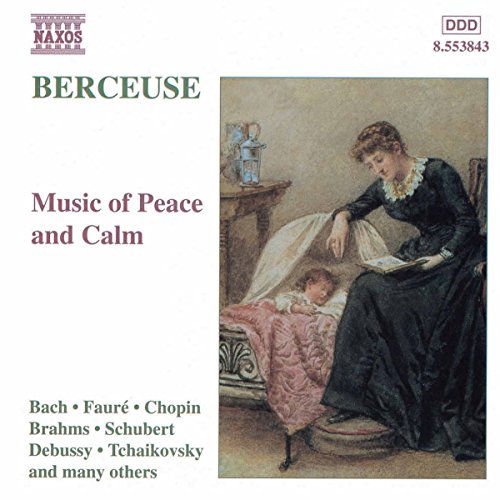 NAXOS
DDD
8.553843
BERCEUSE
Music of Peace
and Calm
Bach • Fauré • Chopin
Brahms • Schubert
Debussy • Tchaikovsky
and many others